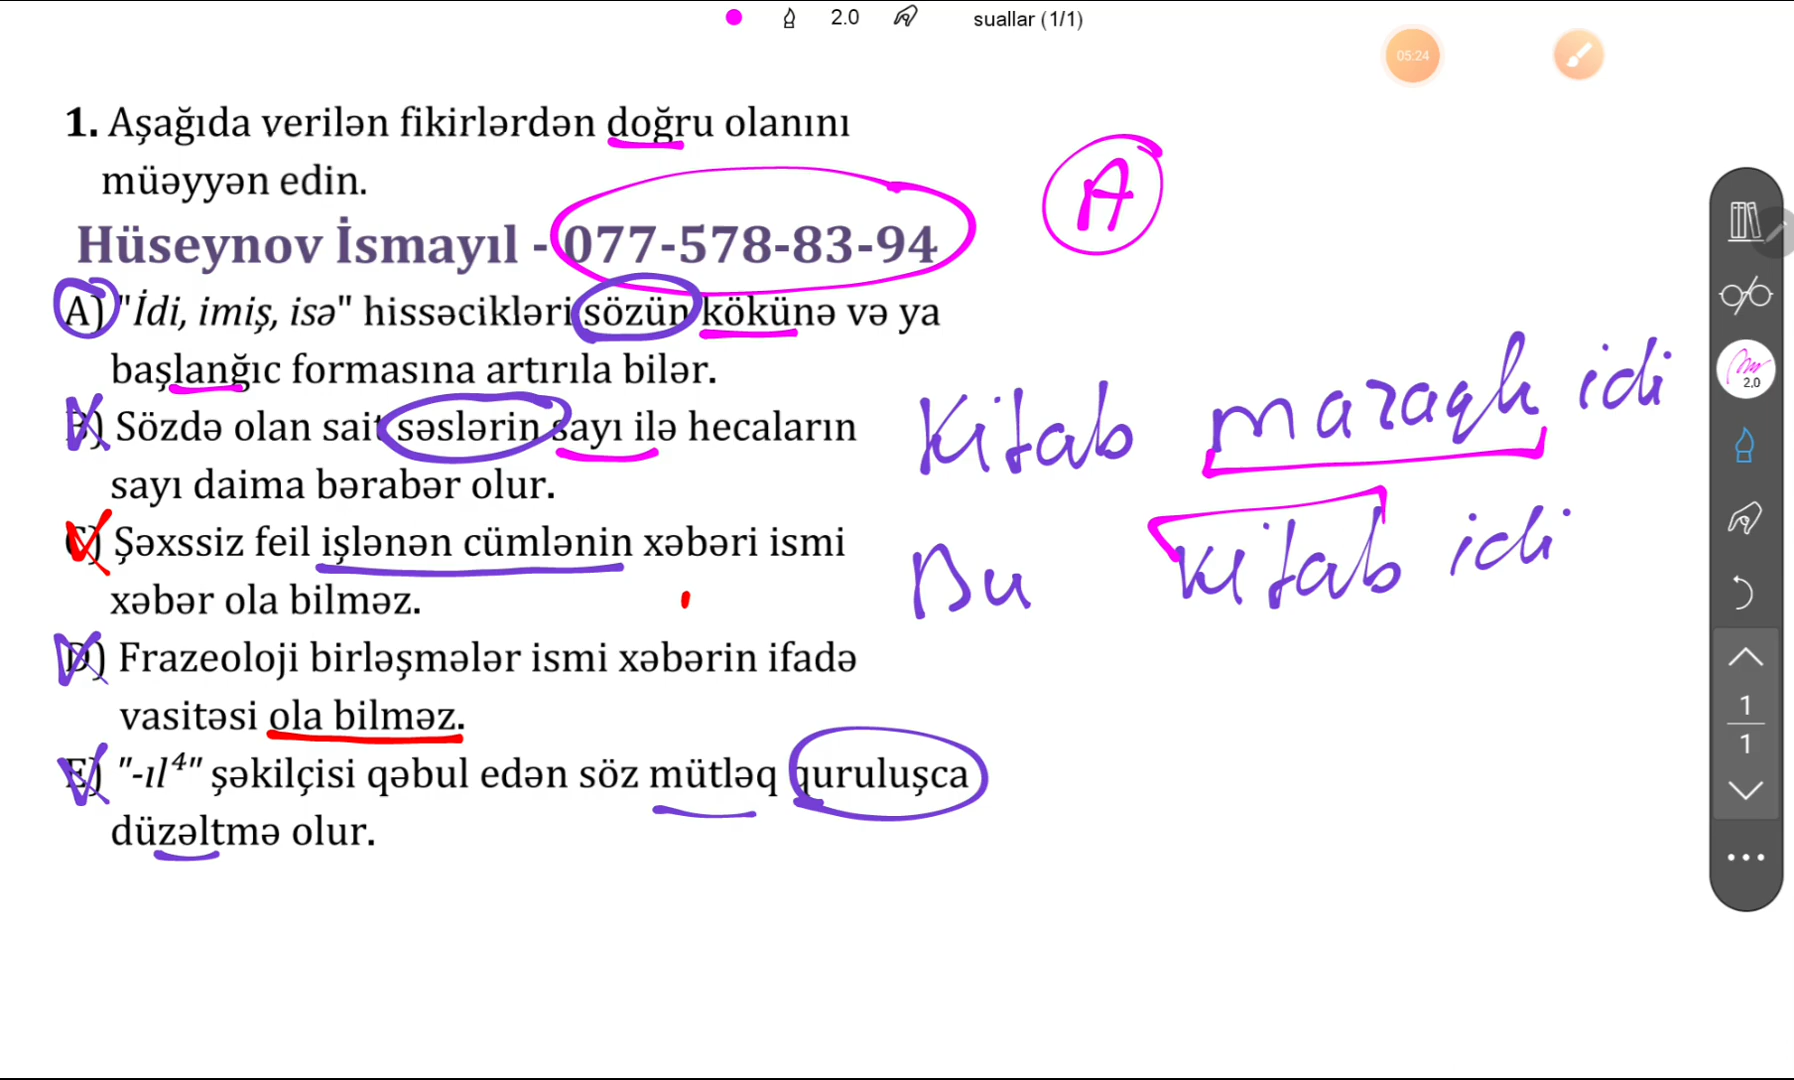 2.0 suallar (1/1)
05:24
1. Aşağıda verilən fikirlərdən doğru olanını
müəyyən edin.
A
Hüseynov İsmayıl - 077-578-83-94
A) "İdi, imiş, isə" hissəcikləri sözün kökünə və ya
başlanğıc formasına artırıla bilər.
B) Sözdə olan sait səslərin sayı ilə hecaların
sayı daima bərabər olur.
C) Şəxssiz feil işlənən cümlənin xəbəri ismi
xəbər ola bilməz.
D) Frazeoloji birləşmələr ismi xəbərin ifadə
vasitəsi ola bilməz.
E) "-ıl⁴" şəkilçisi qəbul edən söz mütləq quruluşca
düzəltmə olur.
Kitab maraqlı idi
Bu kitab idi
2.0
1
1